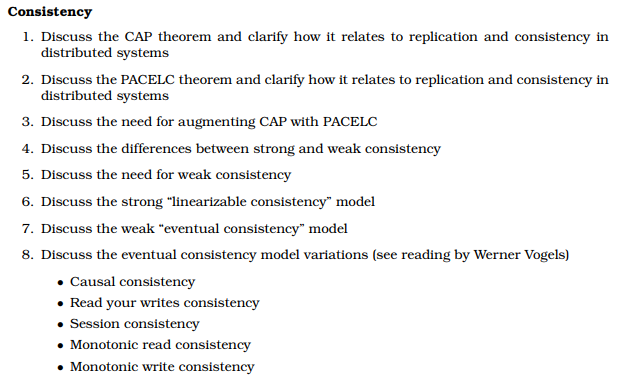 Consistency
1. Discuss the CAP theorem and clarify how it relates to replication and consistency in
distributed systems
2. Discuss the PACELC theorem and clarify how it relates to replication and consistency in
distributed systems
3. Discuss the need for augmenting CAP with PACELC
4. Discuss the differences between strong and weak consistency
5. Discuss the need for weak consistency
6. Discuss the strong “linearizable consistency” model
7. Discuss the weak “eventual consistency” model
8. Discuss the eventual consistency model variations (see reading by Werner Vogels)
• Causal consistency
• Read your writes consistency
• Session consistency
• Monotonic read consistency
• Monotonic write consistency